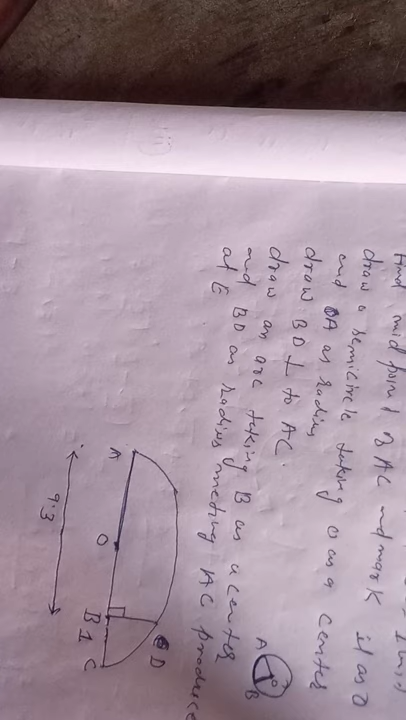 Find mid point of AC and mark it as O
draw a semicircle taking O as a center
and OA as radius
draw BD ⊥ to AC.
draw an arc taking B as a center
and BD as radius meeting AC
at E
A
B
A
O
B
1
C
D
9.3